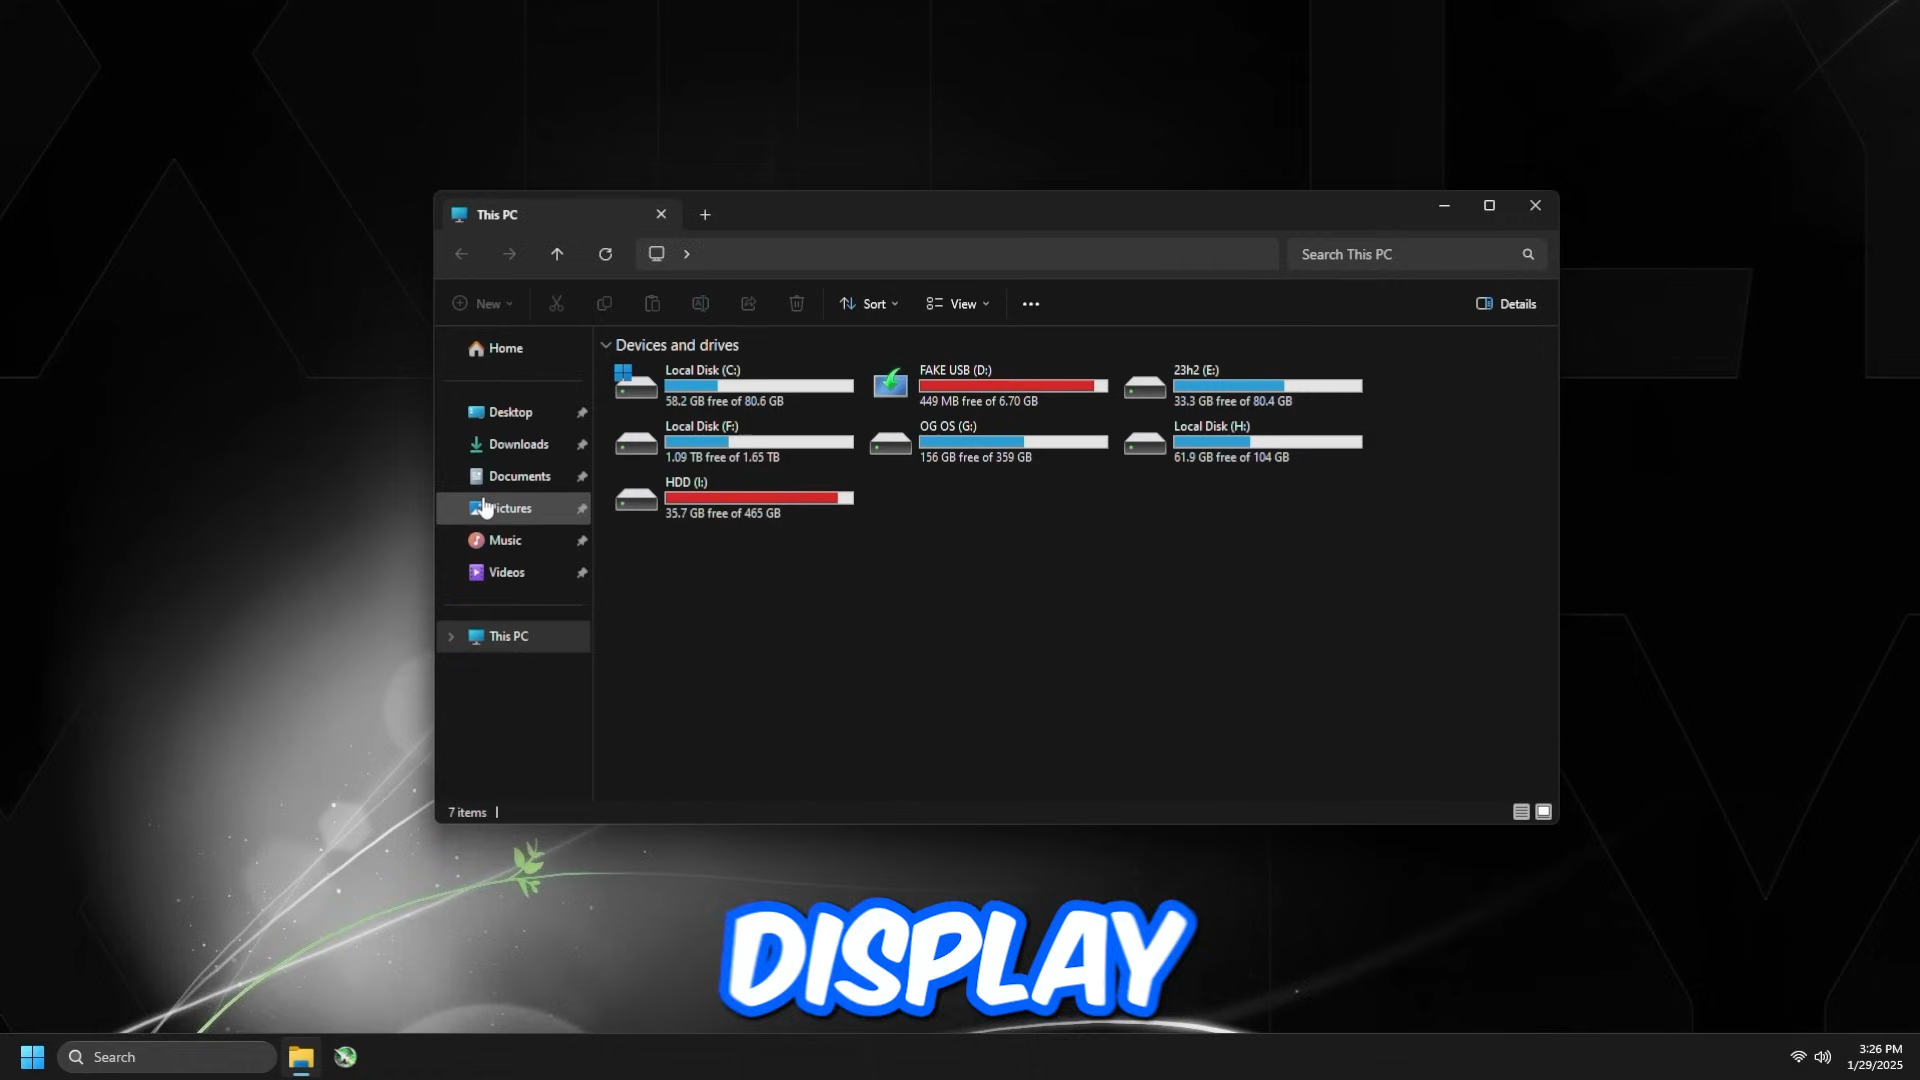 This PC
Search This PC
New
Sort
View
Details
Home
Desktop
Downloads
Documents
Pictures
Music
Videos
This PC
Devices and drives
Local Disk (C:)
58.2 GB free of 80.6 GB
FAKE USB (D:)
449 MB free of 6.70 GB
23h2 (E:)
33.3 GB free of 80.4 GB
Local Disk (F:)
1.09 TB free of 1.65 TB
OG OS (G:)
156 GB free of 359 GB
Local Disk (H:)
61.9 GB free of 104 GB
HDD (I:)
35.7 GB free of 465 GB
7 items
DISPLAY
Search
3:26 PM
1/29/2025